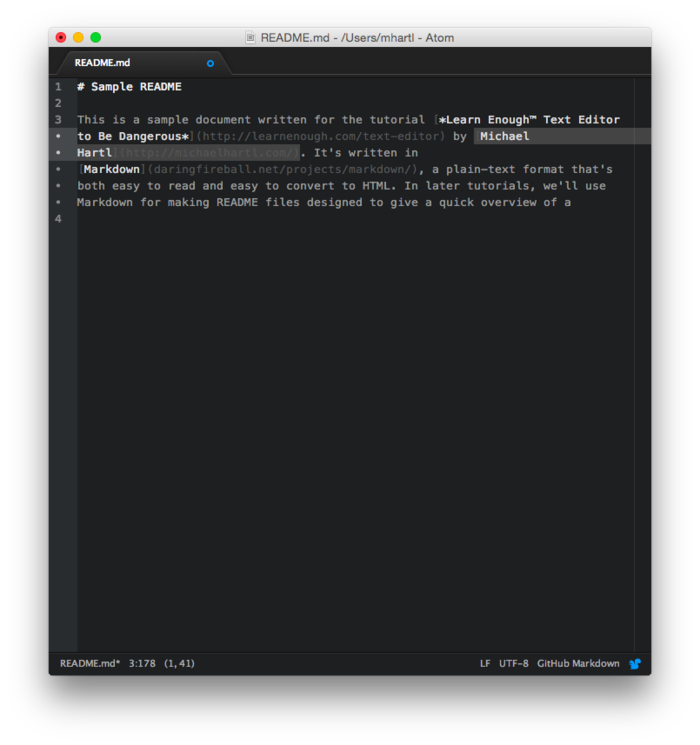 README.md - /Users/mhartl - Atom
README.md
1 # Sample README
2
3 This is a sample document written for the tutorial [*Learn Enough™ Text Editor
• to Be Dangerous*](http://learnenough.com/text-editor) by [Michael
• Hartl](http://michaelhartl.com/). It's written in
• [Markdown](daringfireball.net/projects/markdown/), a plain-text format that's
• both easy to read and easy to convert to HTML. In later tutorials, we'll use
• Markdown for making README files designed to give a quick overview of a
4
README.md* 3:178 (1, 41) LF UTF-8 GitHub Markdown